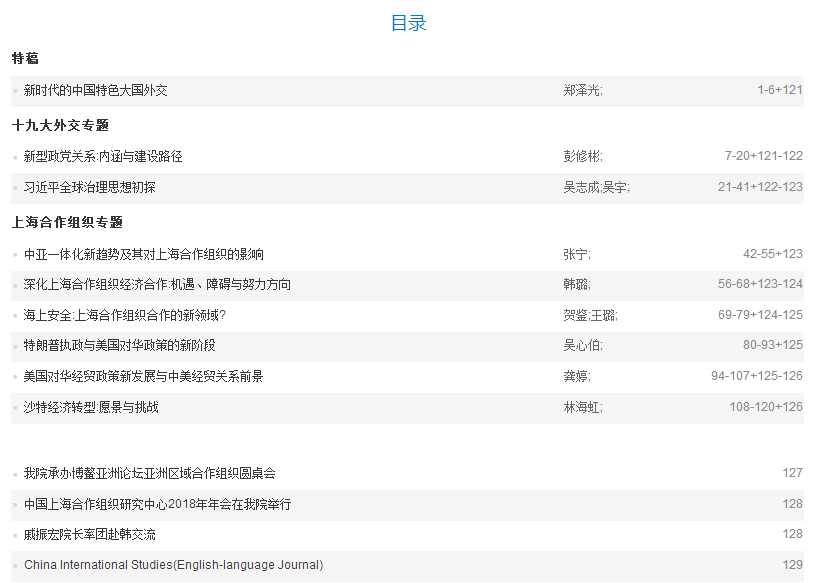 目录
特稿
新时代的中国特色大国外交 郑泽光; 1-6+121
十九大外交专题
新型政党关系:内涵与建设路径 彭修彬; 7-20+121-122
习近平全球治理思想初探 吴志成;吴宇; 21-41+122-123
上海合作组织专题
中亚一体化新趋势及其对上海合作组织的影响 张宁; 42-55+123
深化上海合作组织经济合作:机遇、障碍与努力方向 韩璐; 56-68+123-124
海上安全:上海合作组织合作的新领域? 贺鉴;王璐; 69-79+124-125
特朗普执政与美国对华政策的新阶段 吴心伯; 80-93+125
美国对华经贸政策新发展与中美经贸关系前景 龚婷; 94-107+125-126
沙特经济转型:愿景与挑战 林海虹; 108-120+126
我院承办博鳌亚洲论坛亚洲区域合作组织圆桌会 127
中国上海合作组织研究中心2018年年会在我院举行 128
戚振宏院长率团赴韩交流 128
China International Studies(English-language Journal) 129